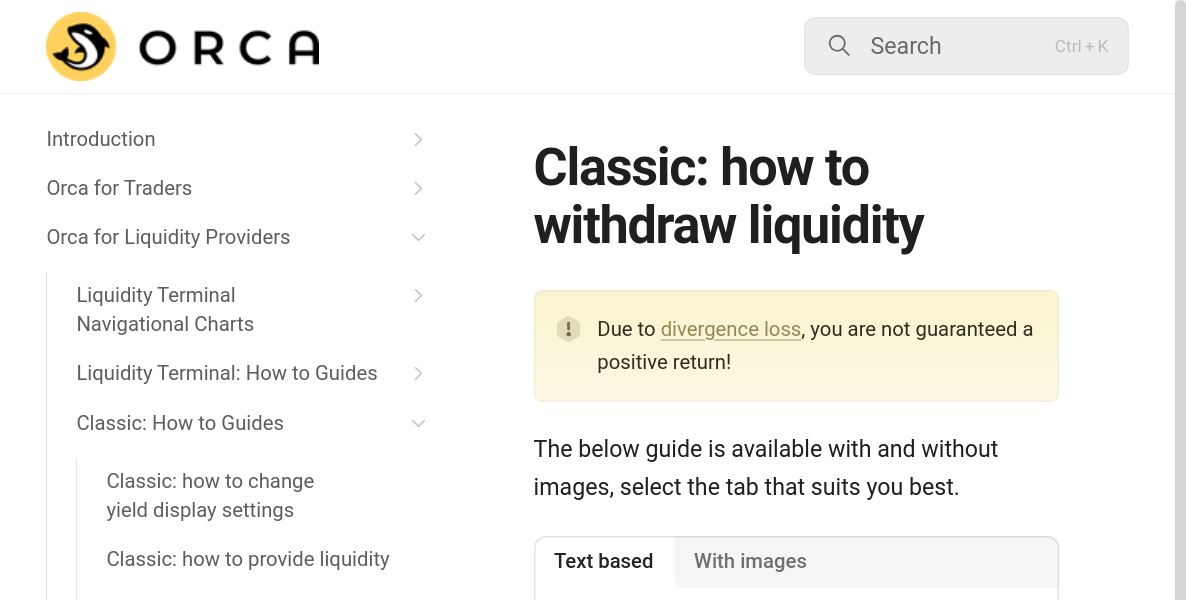 ORCA
Search
Ctrl + K
Introduction
Orca for Traders
Orca for Liquidity Providers
Liquidity Terminal
Navigational Charts
Liquidity Terminal: How to Guides
Classic: How to Guides
Classic: how to change
yield display settings
Classic: how to provide liquidity
Classic: how to
withdraw liquidity
Due to divergence loss, you are not guaranteed a
positive return!
The below guide is available with and without
images, select the tab that suits you best.
Text based
With images